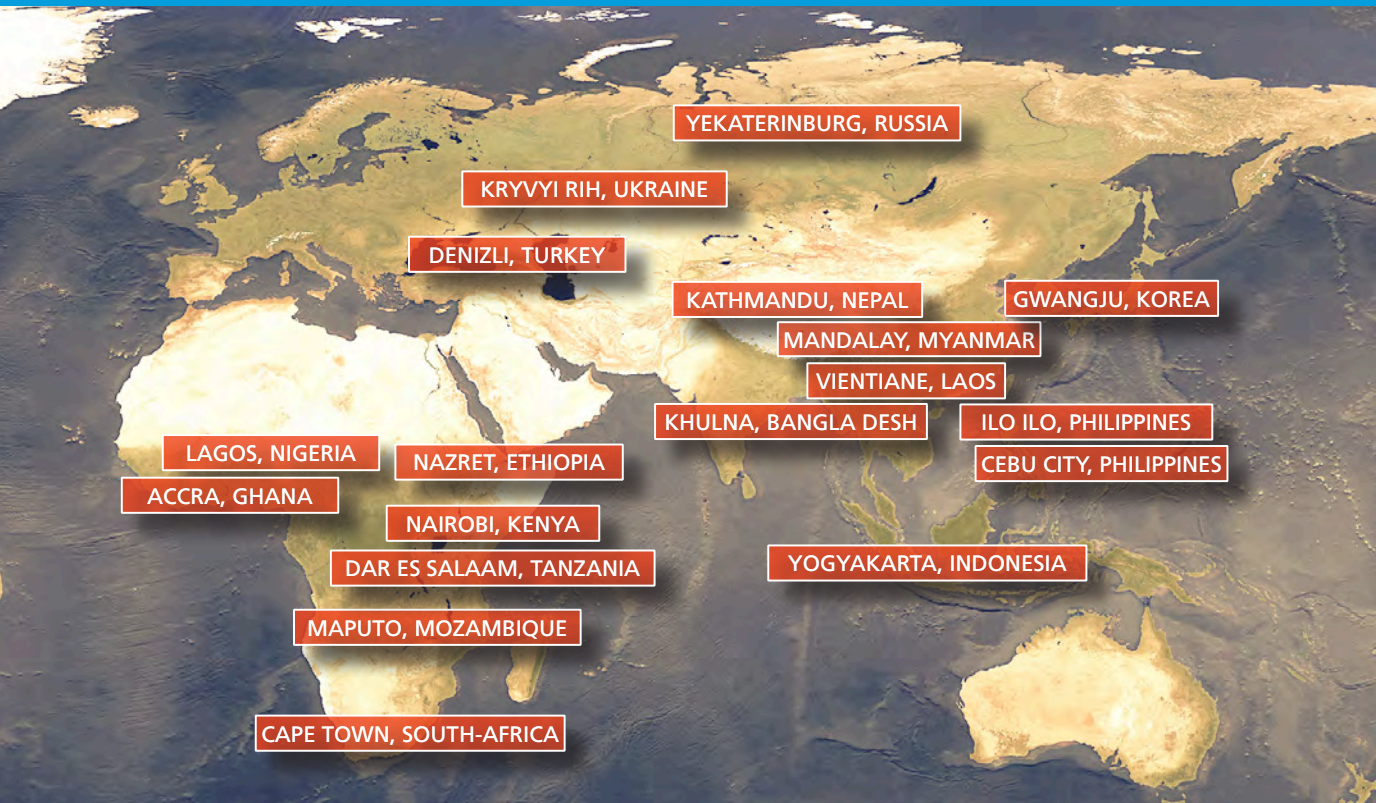 YEKATERINBURG, RUSSIA
KRYVYI RIH, UKRAINE
DENIZLI, TURKEY
KATHMANDU, NEPAL
GWANGJU, KOREA
MANDALAY, MYANMAR
VIENTIANE, LAOS
KHULNA, BANGLA DESH
ILO ILO, PHILIPPINES
LAGOS, NIGERIA
NAZRET, ETHIOPIA
CEBU CITY, PHILIPPINES
ACCRA, GHANA
NAIROBI, KENYA
DAR ES SALAAM, TANZANIA
YOGYAKARTA, INDONESIA
MAPUTO, MOZAMBIQUE
CAPE TOWN, SOUTH-AFRICA